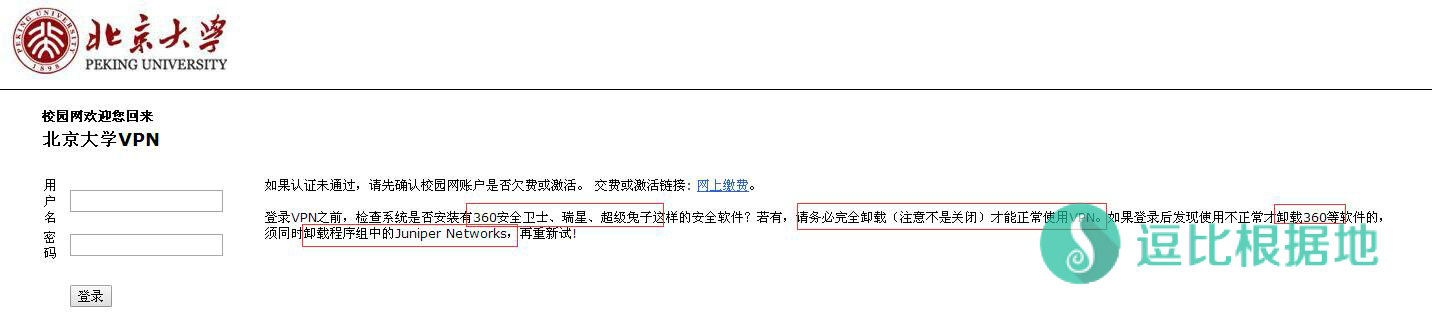 PEKING UNIVERSITY
1898
北京大学
PEKING UNIVERSITY
校园网欢迎您回来
北京大学VPN
用户名
密码
登录
如果认证未通过，请先确认校园网账户是否欠费或激活。 交费或激活链接: 网上缴费。
登录VPN之前，检查系统是否安装有360安全卫士、瑞星、超级兔子这样的安全软件？若有，请务必完全卸载（注意不是关闭）才能正常使用VPN。如果登录后发现使用不正常才卸载360等软件的，
须同时卸载程序组中的Juniper Networks，再重新试！
逗比根据地